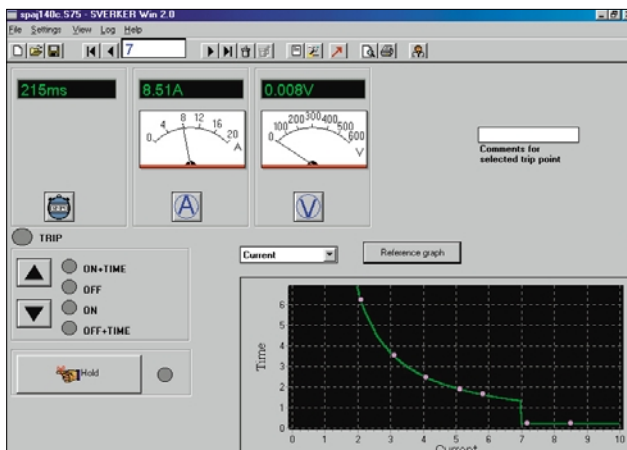 spaj140c.S75 - SVERKER Win 2.0
File Settings View Log Help
7
215ms
8.51A
0.008V
0 4 8 12 16 20
A
0 100 200 300 400 500 600
V
Comments for
selected trip point
TRIP
ON+TIME
OFF
ON
OFF+TIME
Hold
Current
Reference graph
Time
6
5
4
3
2
1
0
0 1 2 3 4 5 6 7 8 9 10
Current
A
V